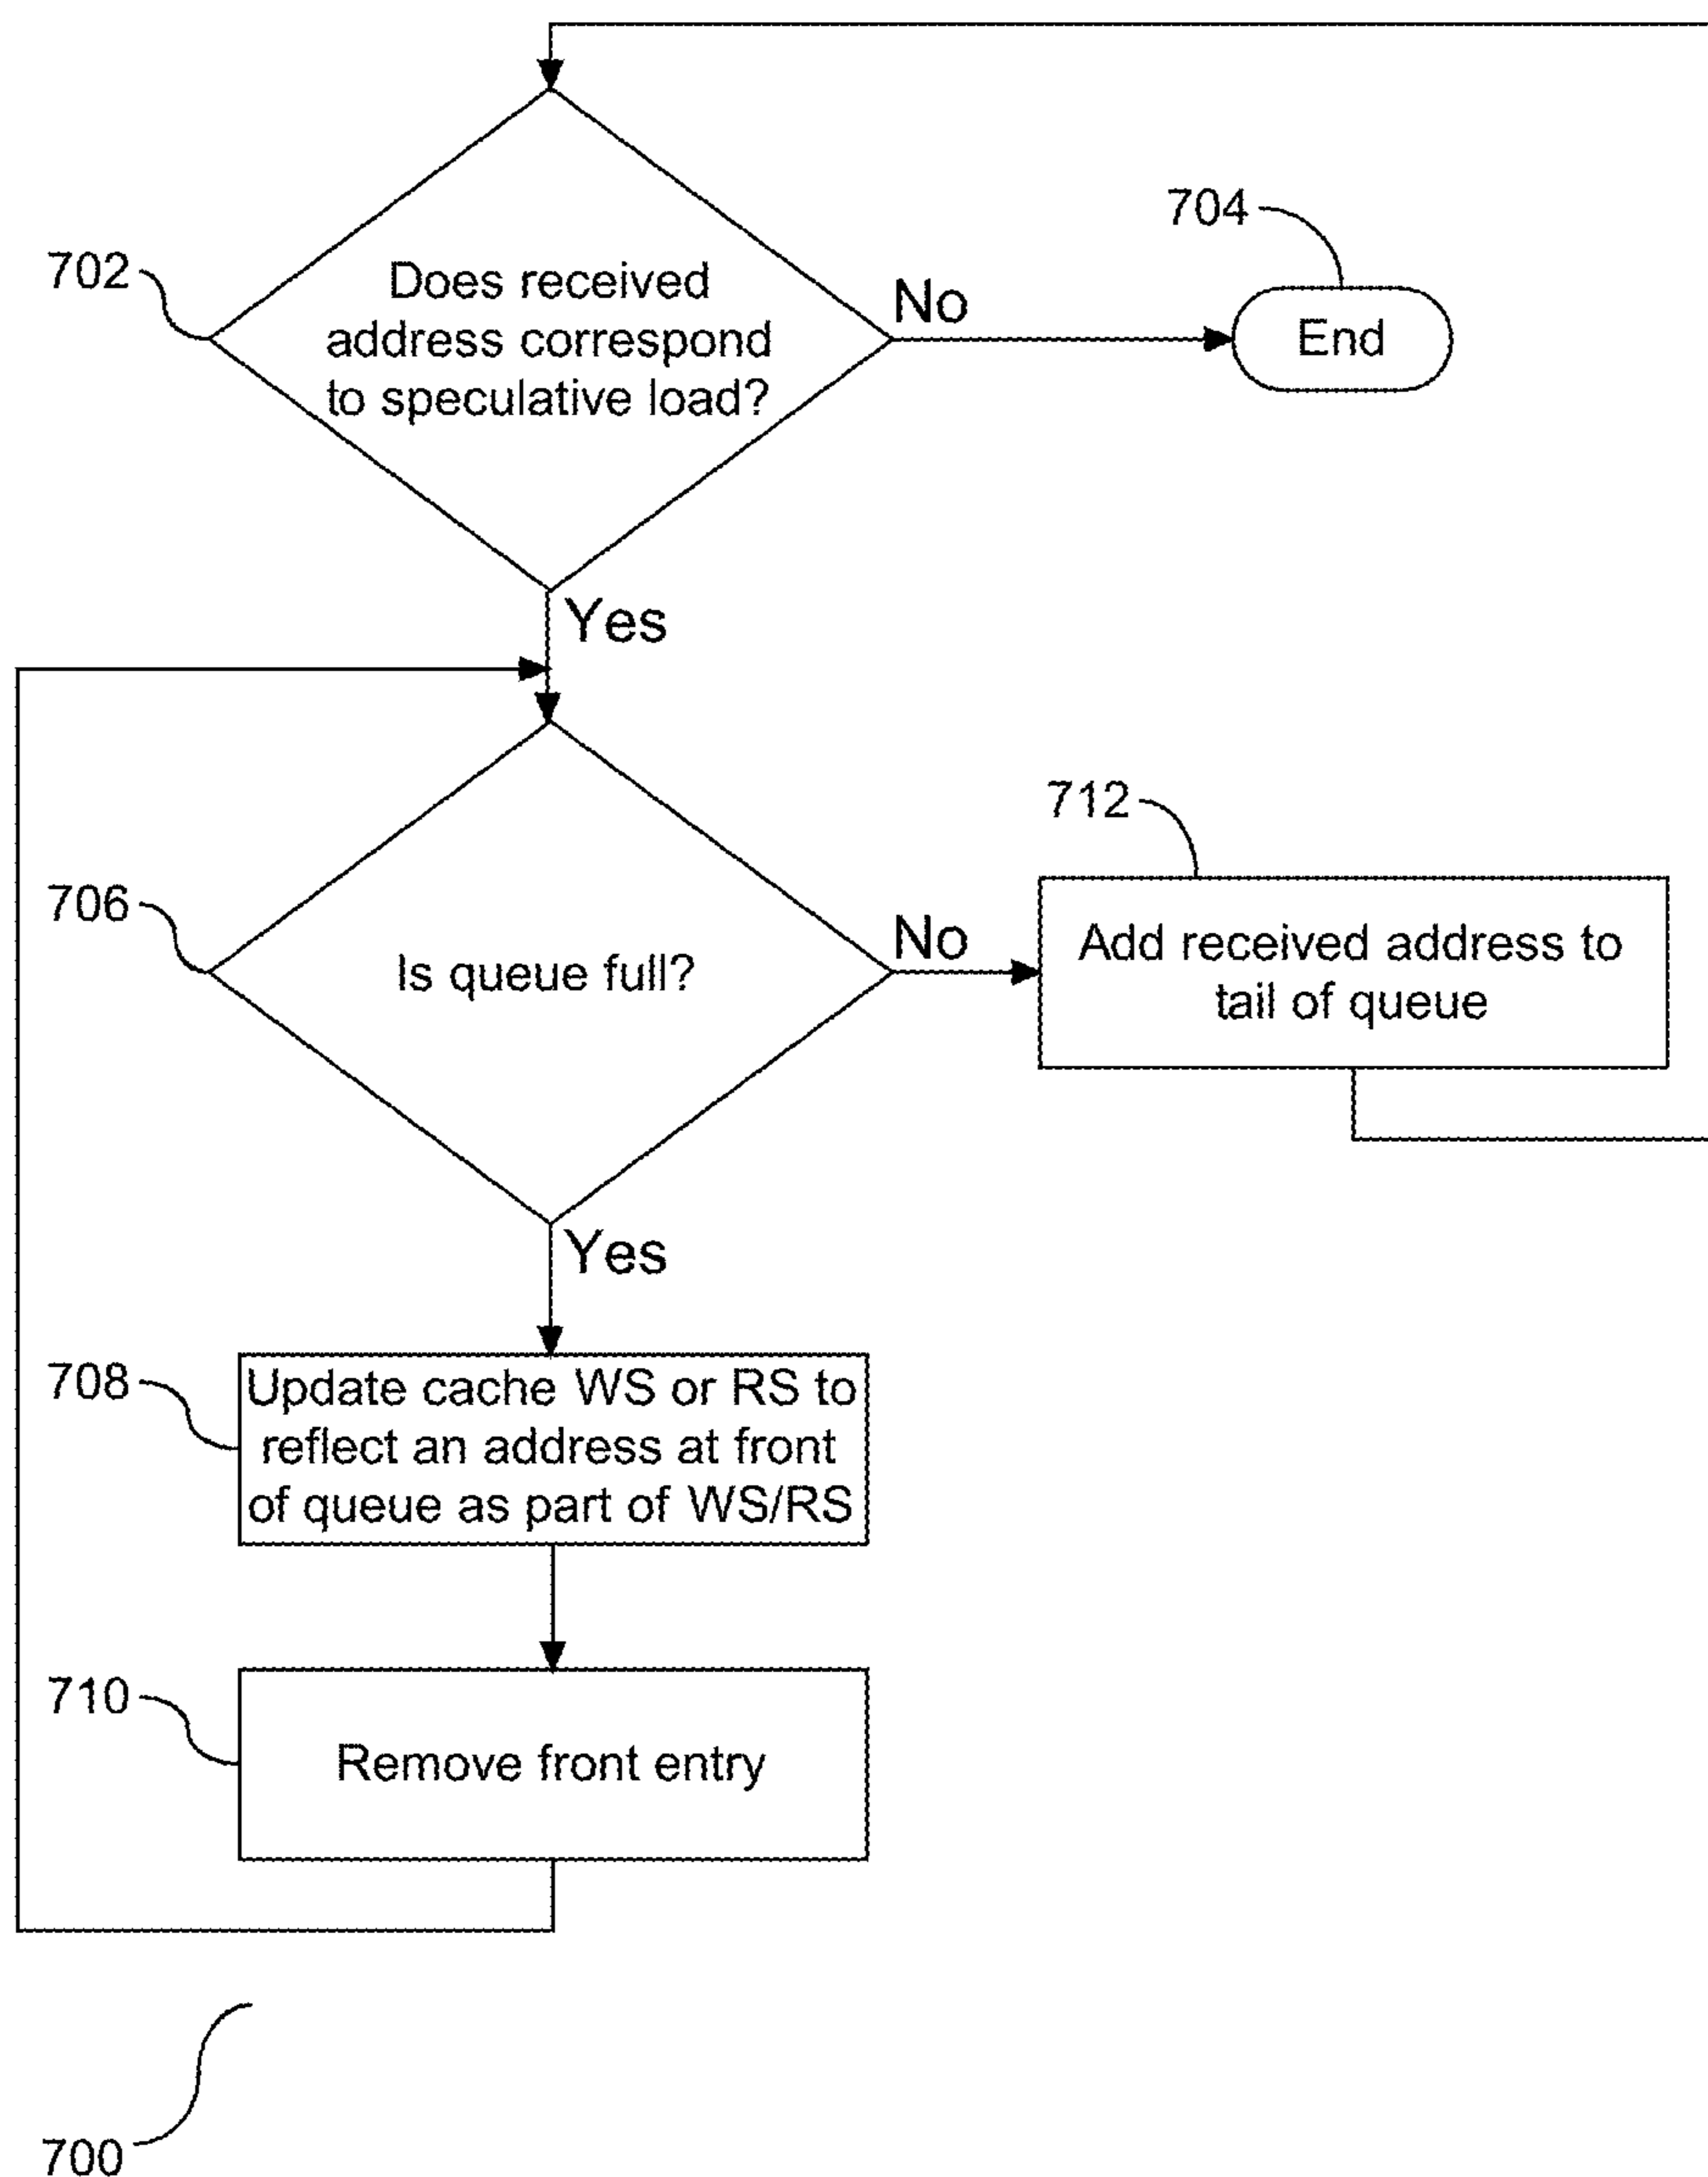 704
702
Does received
address correspond
to speculative load?
No
End
Yes
712
706
Is queue full?
No
Add received address to
tail of queue
Yes
708
Update cache WS or RS to
reflect an address at front
of queue as part of WS/RS
710
Remove front entry
700